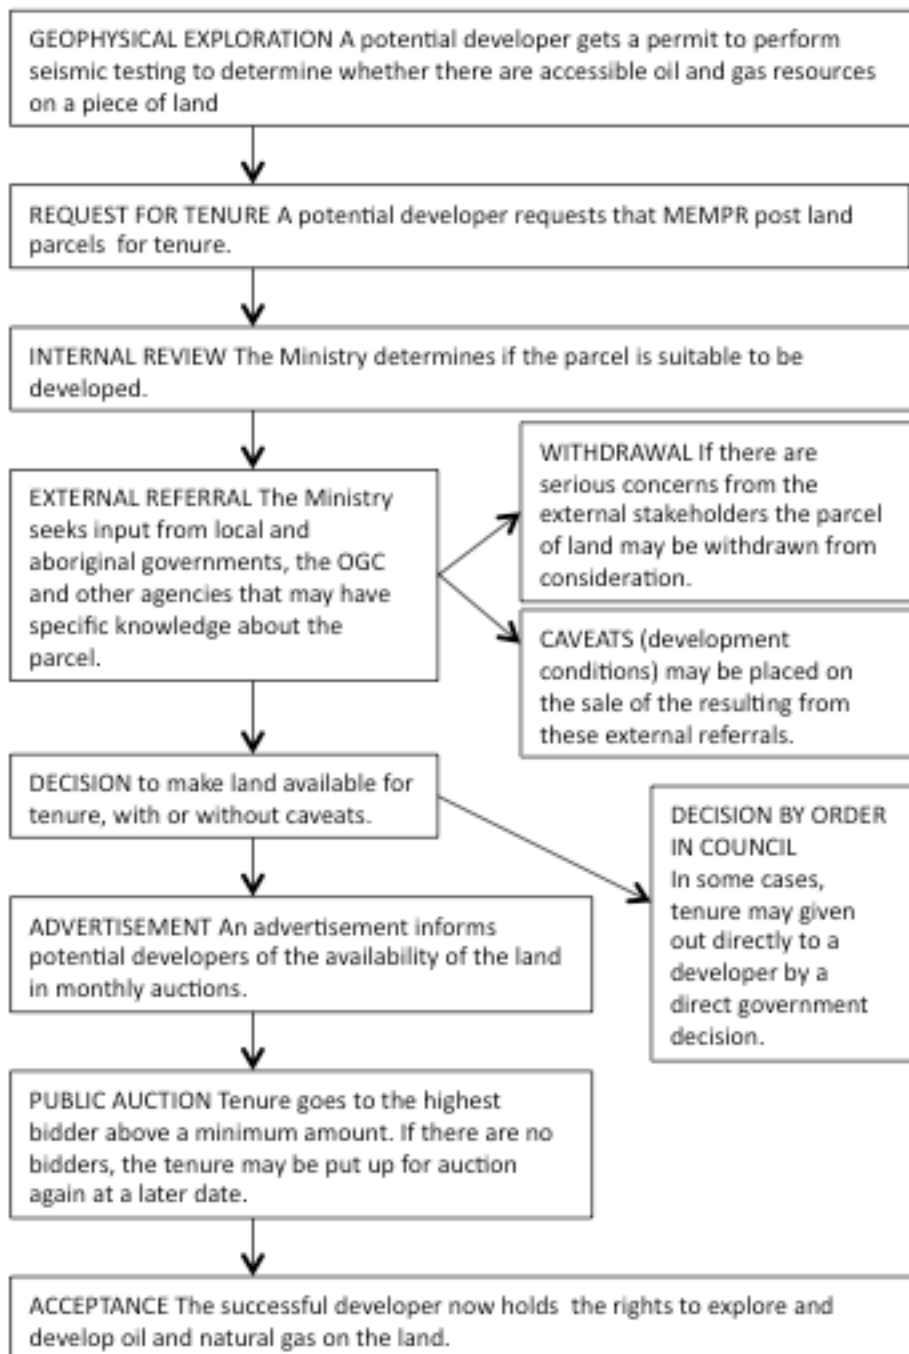 GEOPHYSICAL EXPLORATION A potential developer gets a permit to perform
seismic testing to determine whether there are accessible oil and gas resources
on a piece of land
REQUEST FOR TENURE A potential developer requests that MEMPR post land
parcels for tenure.
INTERNAL REVIEW The Ministry determines if the parcel is suitable to be
developed.
EXTERNAL REFERRAL The Ministry
seeks input from local and
aboriginal governments, the OGC
and other agencies that may have
specific knowledge about the
parcel.
WITHDRAWAL If there are
serious concerns from the
external stakeholders the parcel
of land may be withdrawn from
consideration.
CAVEATS (development
conditions) may be placed on
the sale of the resulting from
these external referrals.
DECISION to make land available for
tenure, with or without caveats.
DECISION BY ORDER
IN COUNCIL
In some cases,
tenure may given
out directly to a
developer by a
direct government
decision.
ADVERTISEMENT An advertisement informs
potential developers of the availability of the land
in monthly auctions.
PUBLIC AUCTION Tenure goes to the highest
bidder above a minimum amount. If there are no
bidders, the tenure may be put up for auction
again at a later date.
ACCEPTANCE The successful developer now holds the rights to explore and
develop oil and natural gas on the land.